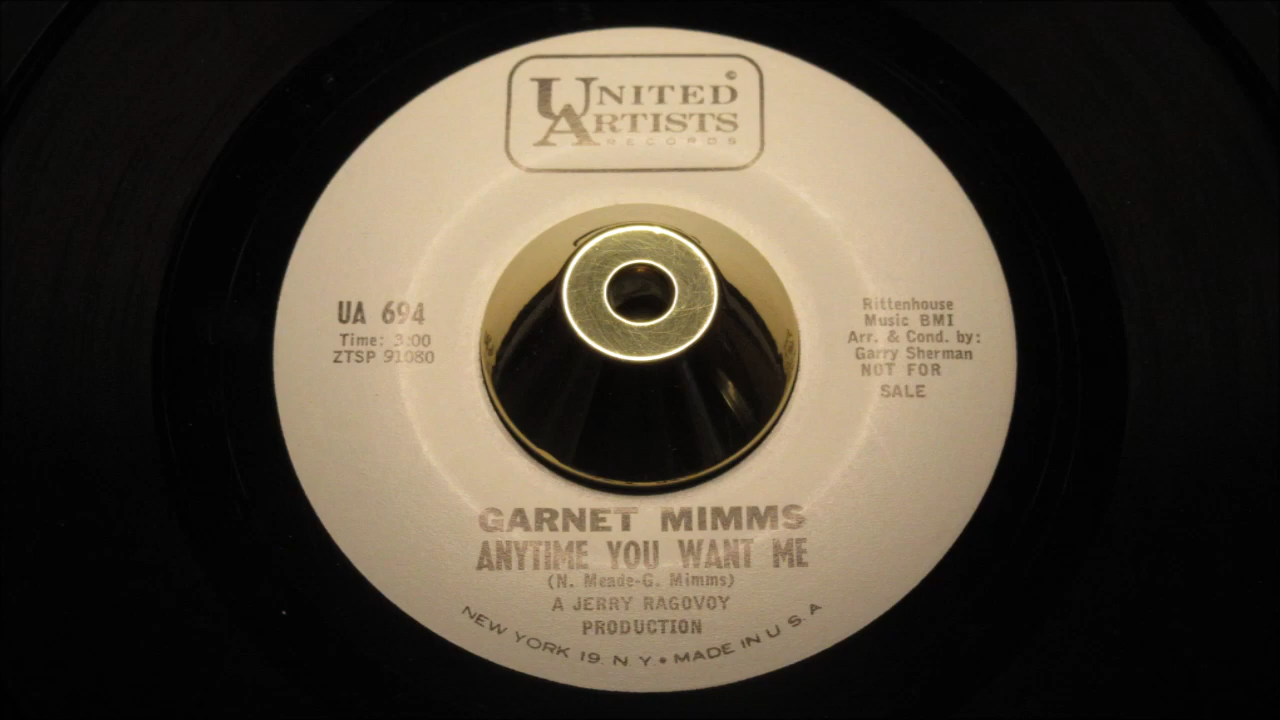 UNITED ©
ARTISTS
RECORDS
UA 694
Time: 3:00
ZTSP 91080
Rittenhouse
Music BMI
Arr. & Cond. by:
Garry Sherman
NOT FOR
SALE
GARNET MIMMS
ANYTIME YOU WANT ME
(N. Meade-G. Mimms)
A JERRY RAGOVOY
PRODUCTION
NEW YORK 19. N Y • MADE IN U S. A